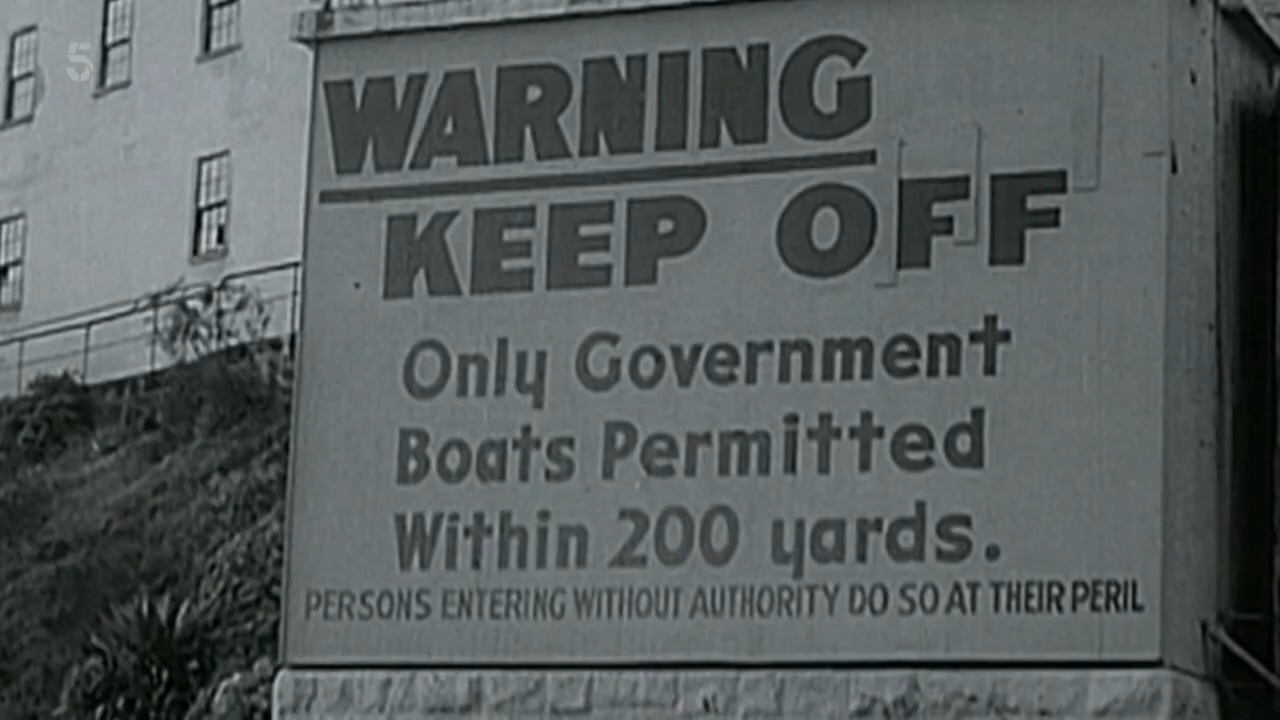 5
WARNING
KEEP OFF
Only Government
Boats Permitted
Within 200 yards.
PERSONS ENTERING WITHOUT AUTHORITY DO SO AT THEIR PERIL